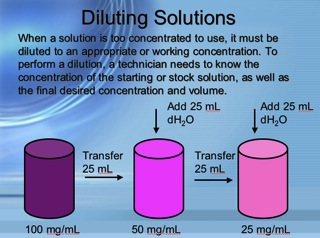 Diluting Solutions
When a solution is too concentrated to use, it must be
diluted to an appropriate or working concentration. To
perform a dilution, a technician needs to know the
concentration of the starting or stock solution, as well as
the final desired concentration and volume.
Add 25 mL
dH₂O
Add 25 mL
dH₂O
Transfer
25 mL
Transfer
25 mL
100 mg/mL
50 mg/mL
25 mg/mL